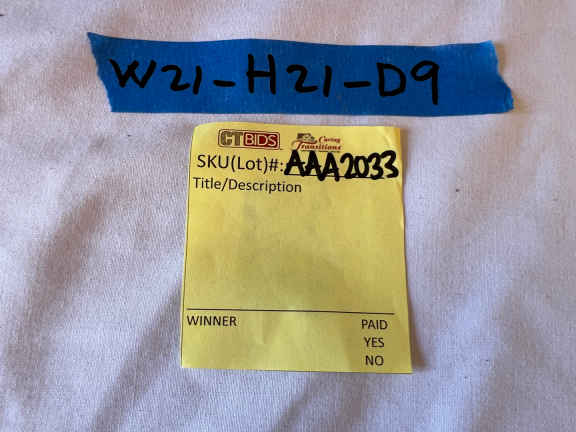 W21-H21-D9
CTBIDS Caring Transitions
SKU(Lot)#: AAA2033
Title/Description
WINNER PAID
YES
NO